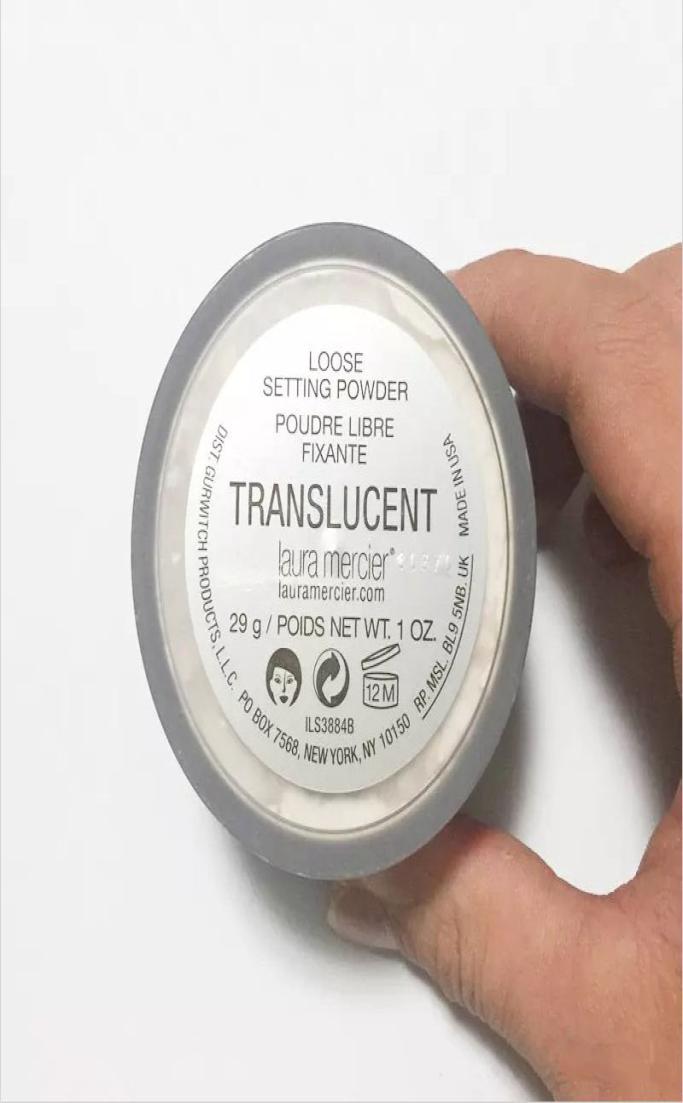 LOOSE
SETTING POWDER
POUDRE LIBRE
FIXANTE
TRANSLUCENT
laura mercier®
lauramercier.com
29 g / POIDS NET WT. 1 OZ.
12 M
ILS3884B
DIST. GURWITCH PRODUCTS, L.L.C. PO BOX 7568, NEW YORK, NY 10150
RP. MSL. BL9 5NB. UK
MADE IN USA